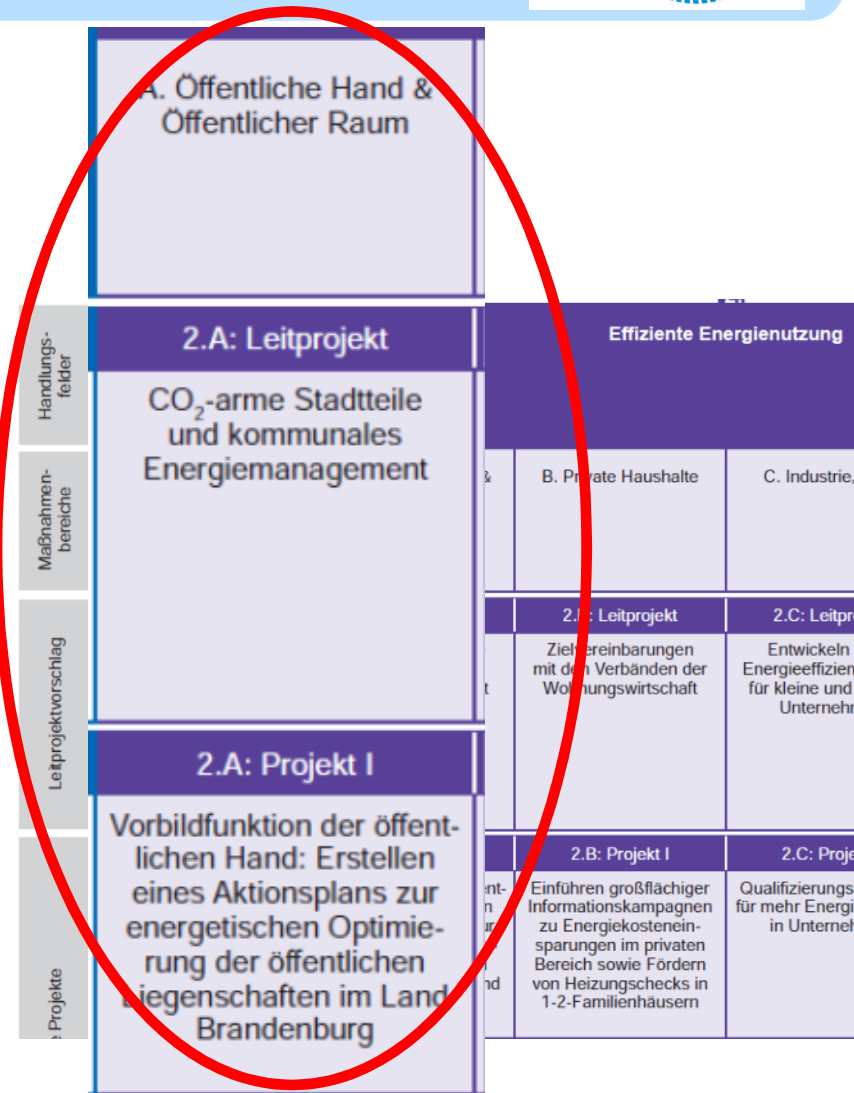 A. Öffentliche Hand &
Öffentlicher Raum
2.A: Leitprojekt
CO₂-arme Stadtteile
und kommunales
Energiemanagement
2.A: Projekt I
Vorbildfunktion der öffent-
lichen Hand: Erstellen
eines Aktionsplans zur
energetischen Optimie-
rung der öffentlichen
Liegenschaften im Land
Brandenburg
Handlungs-
felder
Maßnahmen-
bereiche
Leitprojektvorschlag
Projekte
Effiziente Energienutzung
&
B. Private Haushalte
C. Industrie,
2.B: Leitprojekt
Zielvereinbarungen
mit den Verbänden der
Wohnungswirtschaft
2.C: Leitpr
Entwickeln
Energieeffizien
für kleine und
Unternehr
2.B: Projekt I
Einführen großflächiger
Informationskampagnen
zu Energiekostenein-
sparungen im privaten
Bereich sowie Fördern
von Heizungschecks in
1-2-Familienhäusern
2.C: Proje
Qualifizierungs
für mehr Energi
in Unterneh